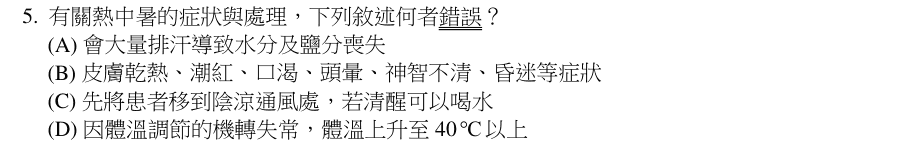 5. 有關熱中暑的症狀與處理，下列敘述何者錯誤？
(A) 會大量排汗導致水分及鹽分喪失
(B) 皮膚乾熱、潮紅、口渴、頭暈、神智不清、昏迷等症狀
(C) 先將患者移到陰涼通風處，若清醒可以喝水
(D) 因體溫調節的機轉失常，體溫上升至 40℃以上